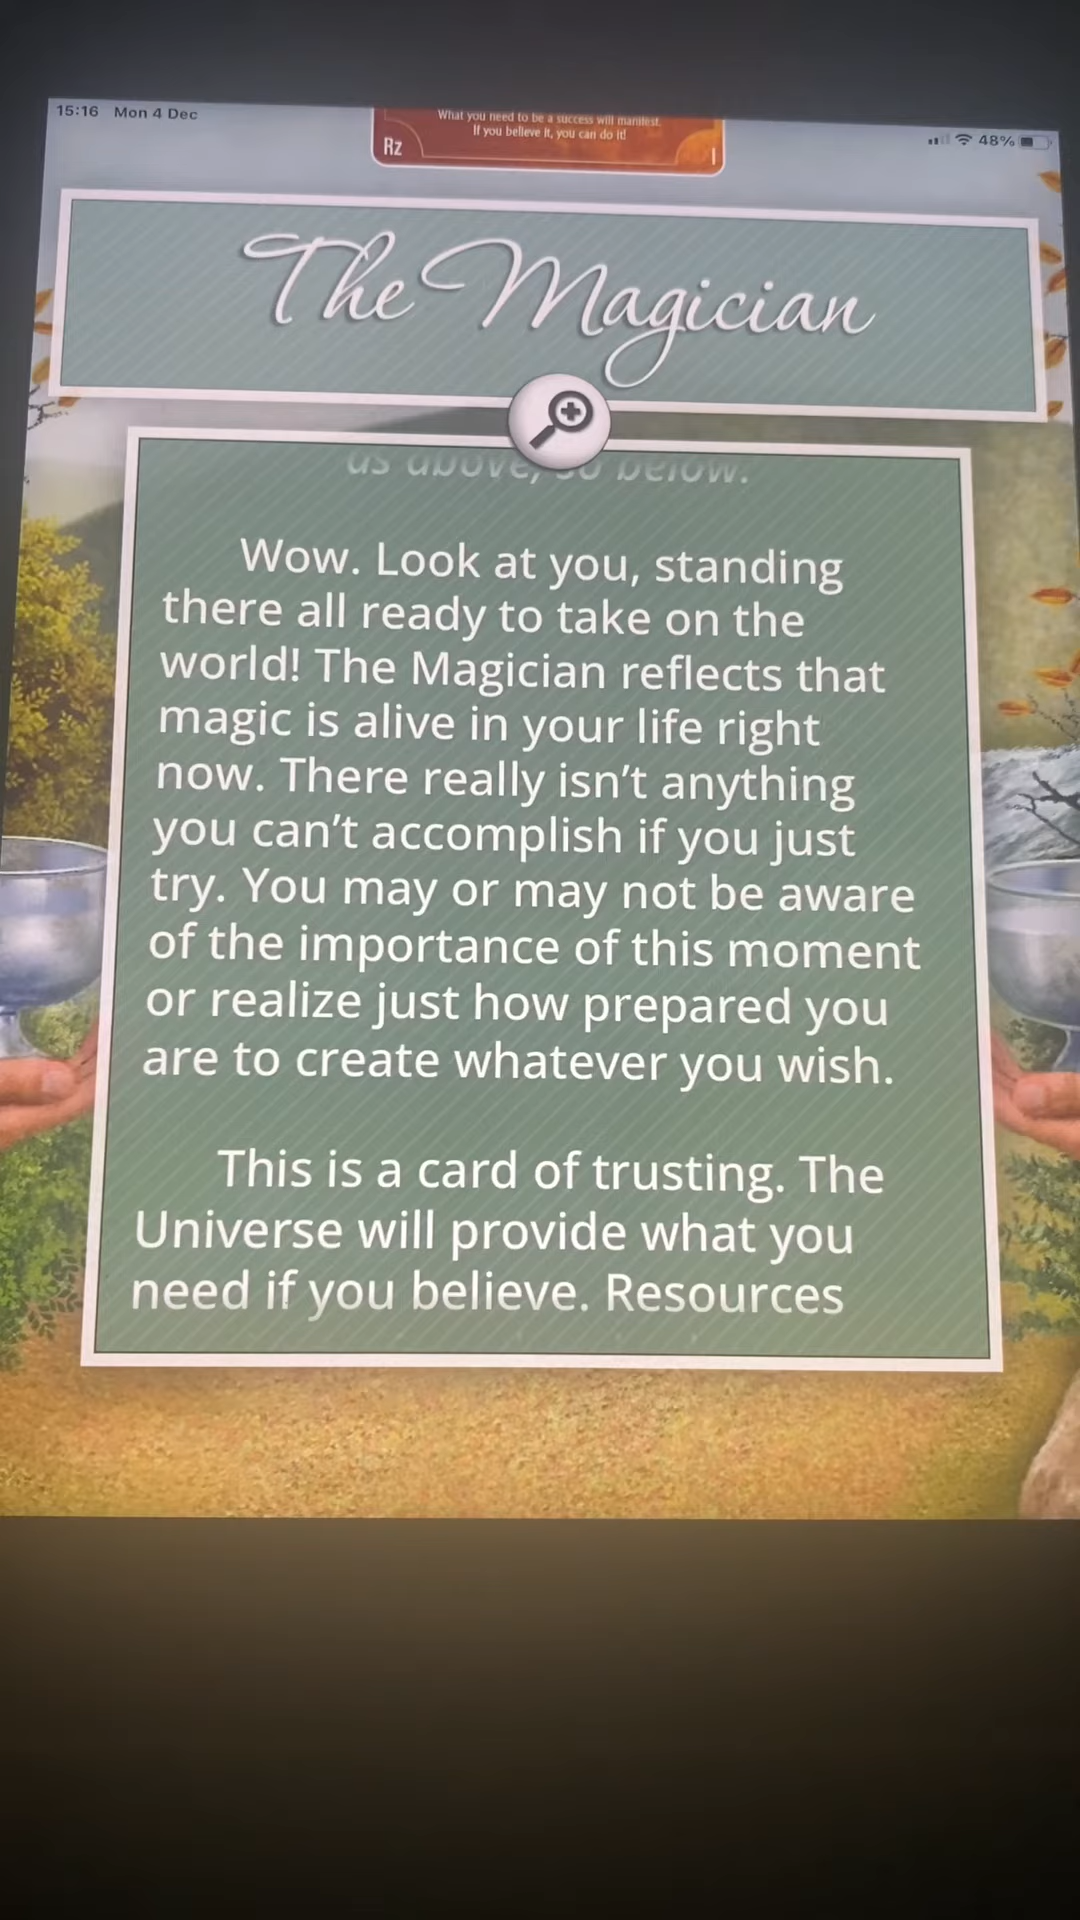 15:16 Mon 4 Dec
What you need to be a success will manifest.
If you believe it, you can do it!
Rz
I
48%
The Magician
as above, so below.
Wow. Look at you, standing
there all ready to take on the
world! The Magician reflects that
magic is alive in your life right
now. There really isn't anything
you can't accomplish if you just
try. You may or may not be aware
of the importance of this moment
or realize just how prepared you
are to create whatever you wish.
This is a card of trusting. The
Universe will provide what you
need if you believe. Resources